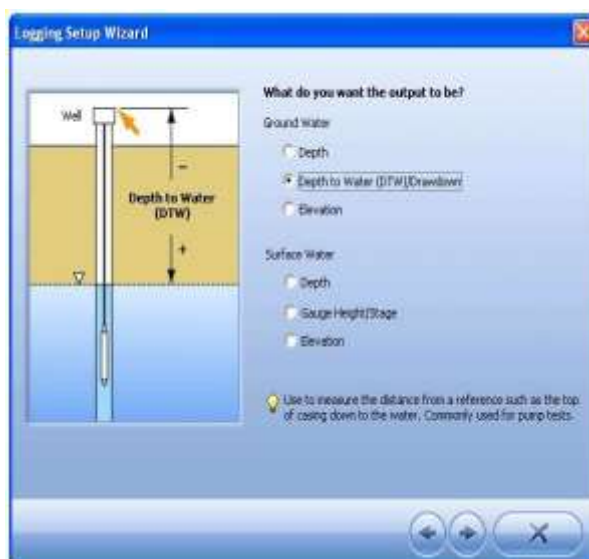 Logging Setup Wizard
What do you want the output to be?
Ground Water
Depth
Depth to Water (DTW)/Drawdown
Elevation
Surface Water
Depth
Gauge Height/Stage
Elevation
Use to measure the distance from a reference such as the top
of casing down to the water. Commonly used for pump tests.
Well
−
Depth to Water
(DTW)
+